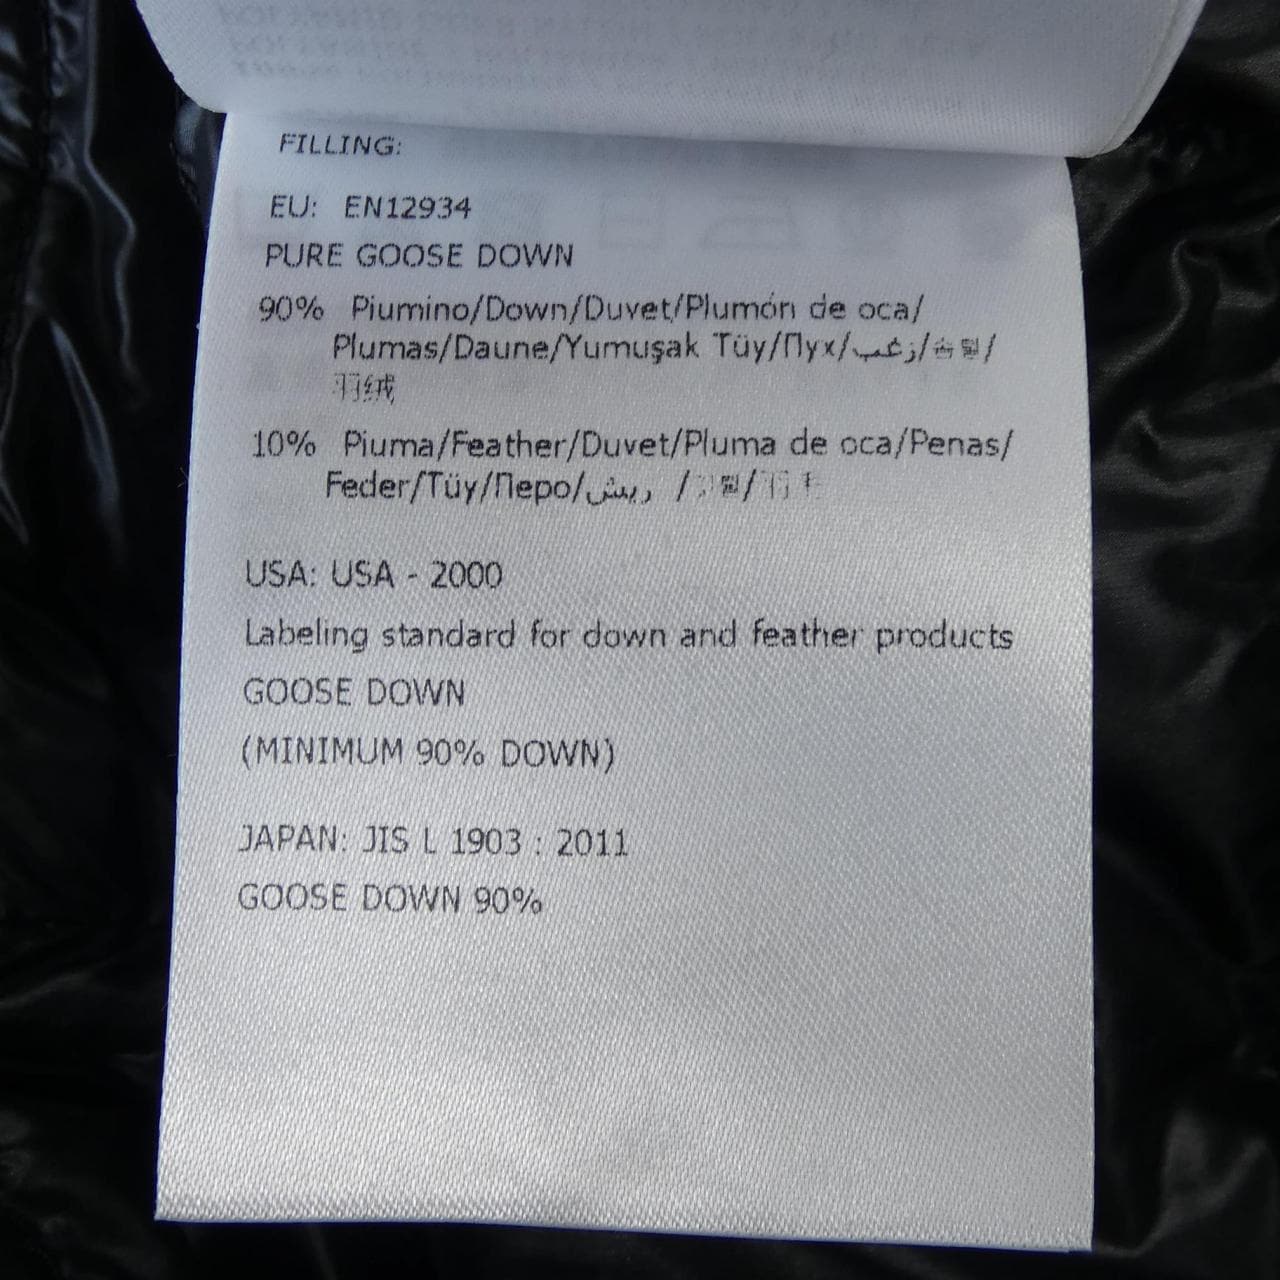 FILLING:
EU: EN12934
PURE GOOSE DOWN
90% Piumino/Down/Duvet/Plumón de oca/
Plumas/Daune/Yumuşak Tüy/Пух/زغب/솜털/
羽绒
10% Piuma/Feather/Duvet/Pluma de oca/Penas/
Feder/Tüy/Перо/ريش /
USA: USA - 2000
Labeling standard for down and feather products
GOOSE DOWN
(MINIMUM 90% DOWN)
JAPAN: JIS L 1903 : 2011
GOOSE DOWN 90%